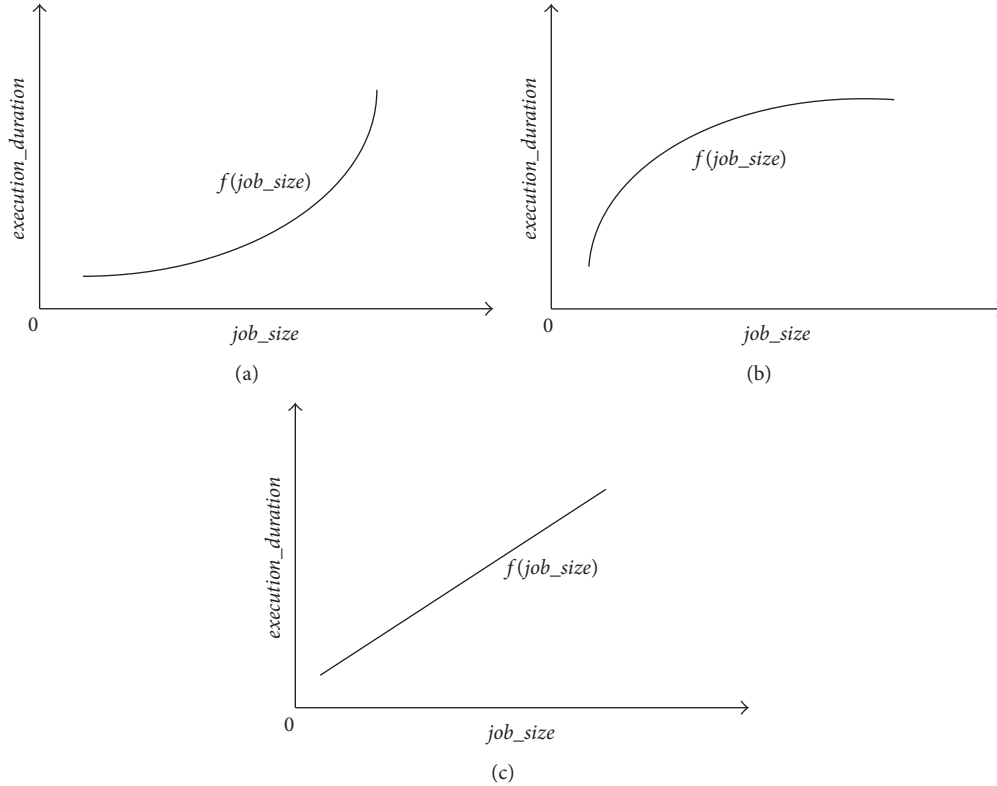 execution_duration
f(job_size)
0
job_size
(a)
execution_duration
f(job_size)
0
job_size
(b)
execution_duration
f(job_size)
0
job_size
(c)